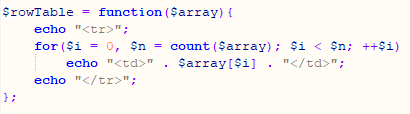 $rowTable = function($array){
    echo "<tr>";
    for($i = 0, $n = count($array); $i < $n; ++$i)
        echo "<td>" . $array[$i] . "</td>";
    echo "</tr>";
};